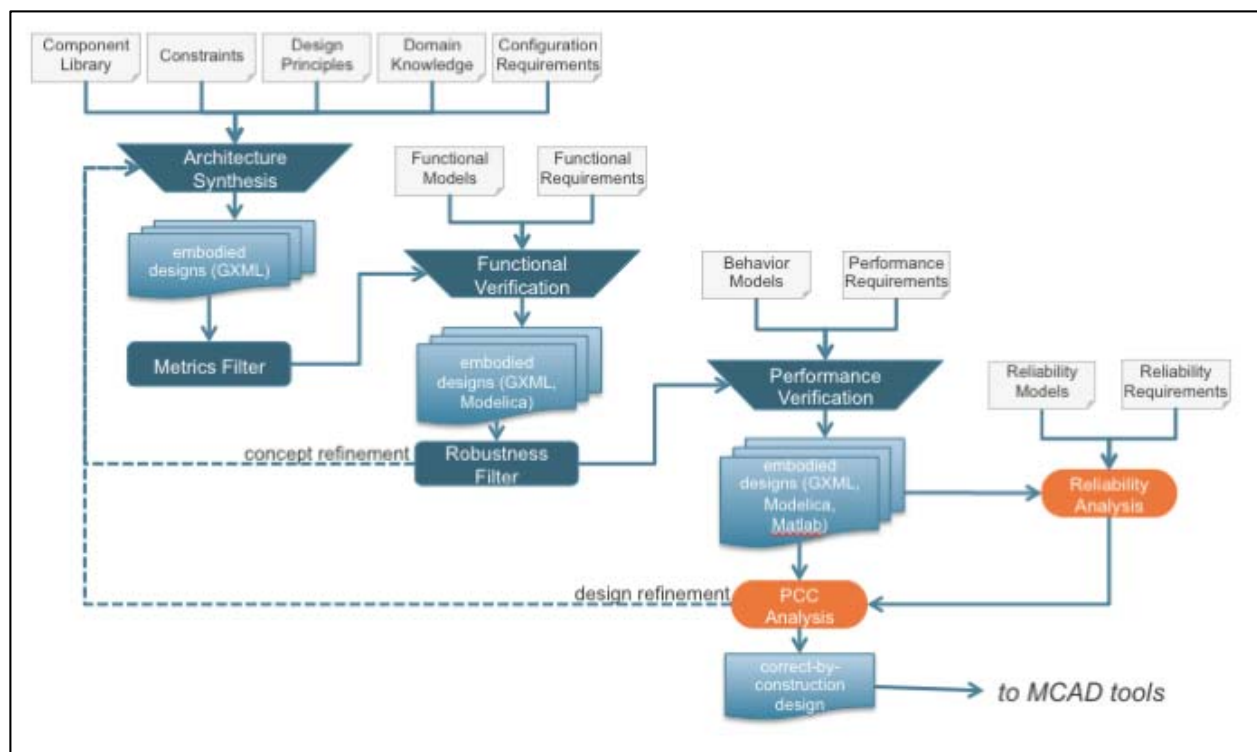 Component
Library
Constraints
Design
Principles
Domain
Knowledge
Configuration
Requirements
Architecture
Synthesis
Functional
Models
Functional
Requirements
embodied
designs (GXML)
Functional
Verification
Behavior
Models
Performance
Requirements
Metrics Filter
embodied
designs (GXML,
Modelica)
Performance
Verification
Reliability
Models
Reliability
Requirements
concept refinement
Robustness
Filter
embodied
designs (GXML,
Modelica,
Matlab)
Reliability
Analysis
design refinement
PCC
Analysis
correct-by-
construction
design
to MCAD tools